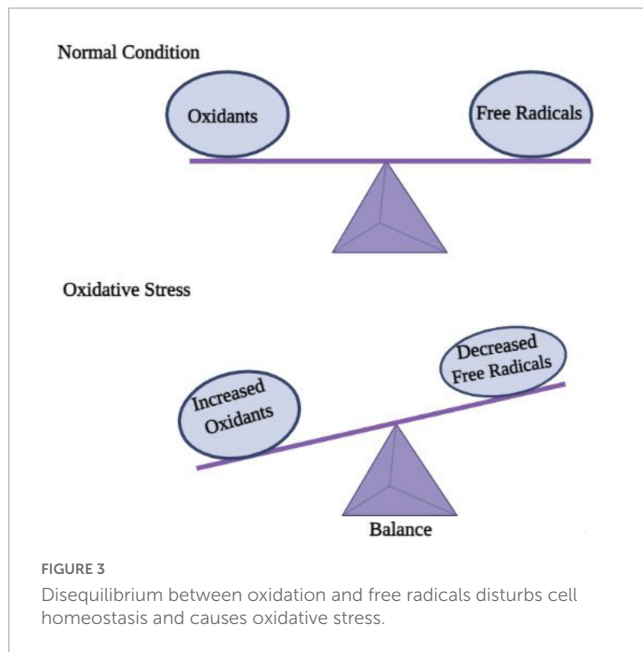 Normal Condition
Oxidants
Free Radicals
Oxidative Stress
Increased
Oxidants
Decreased
Free Radicals
Balance
FIGURE 3
Disequilibrium between oxidation and free radicals disturbs cell
homeostasis and causes oxidative stress.